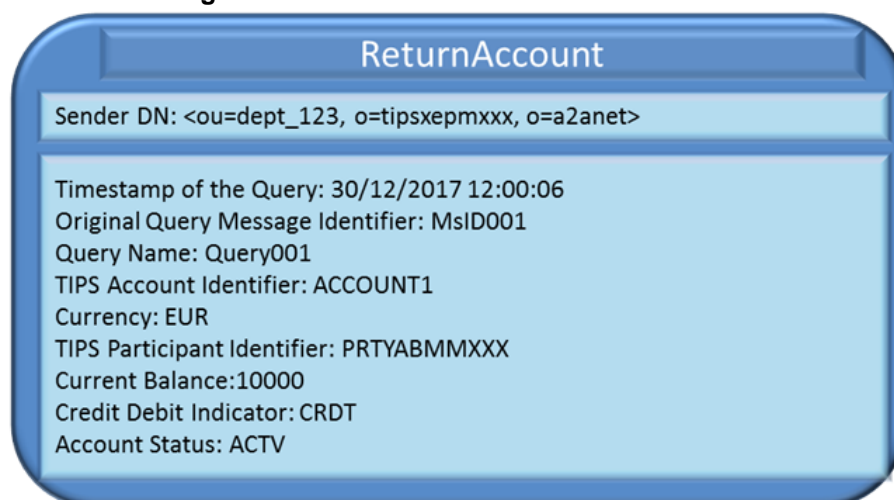 ReturnAccount
Sender DN: <ou=dept_123, o=tipsxepmxxx, o=a2anet>
Timestamp of the Query: 30/12/2017 12:00:06
Original Query Message Identifier: MsID001
Query Name: Query001
TIPS Account Identifier: ACCOUNT1
Currency: EUR
TIPS Participant Identifier: PRTYABMMXXX
Current Balance:10000
Credit Debit Indicator: CRDT
Account Status: ACTV